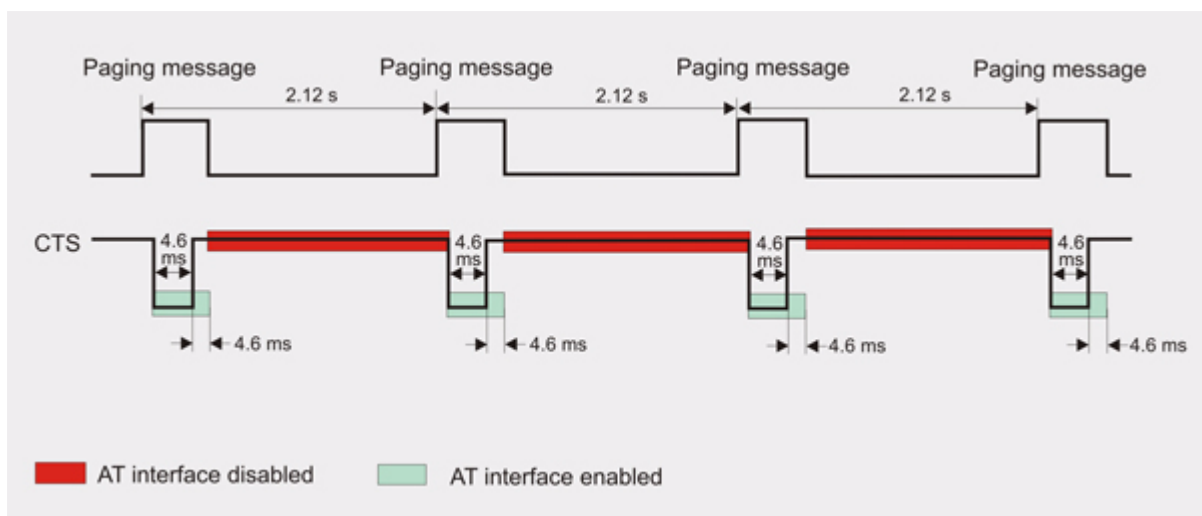 Paging message Paging message Paging message Paging message
2.12 s 2.12 s 2.12 s
CTS
4.6 ms 4.6 ms 4.6 ms 4.6 ms
4.6 ms 4.6 ms 4.6 ms 4.6 ms
AT interface disabled AT interface enabled